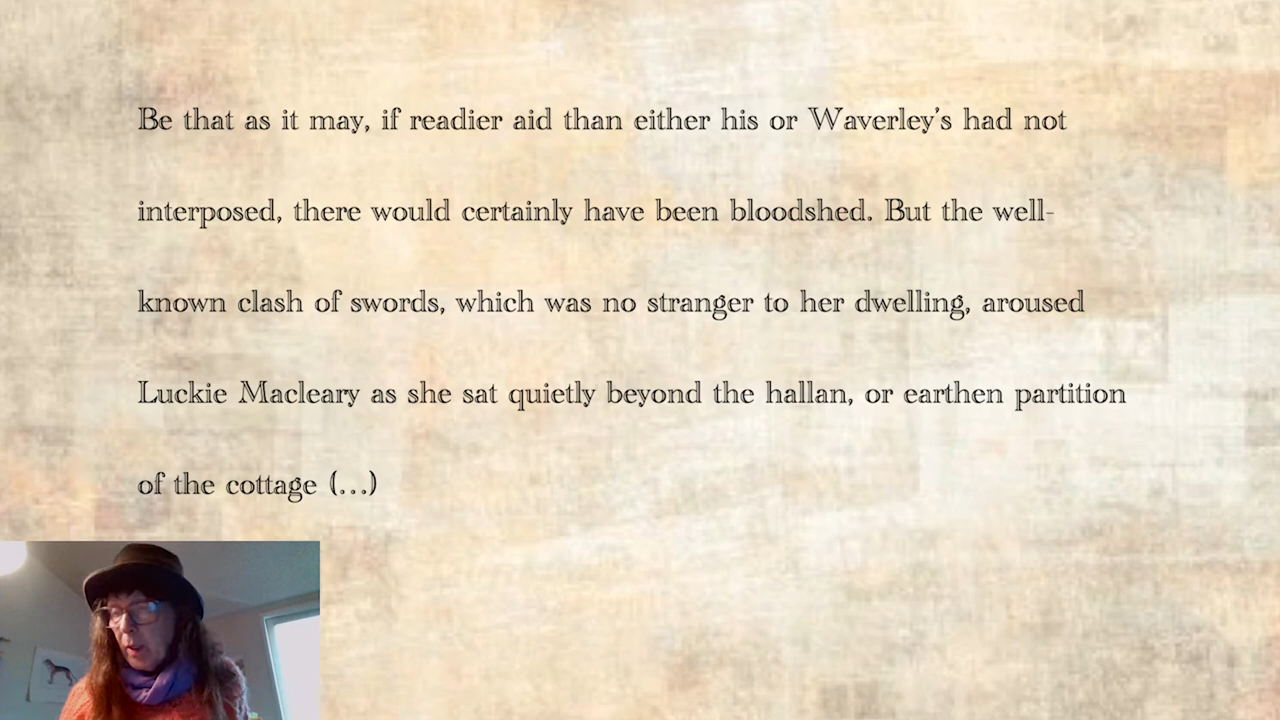 Be that as it may, if readier aid than either his or Waverley's had not
interposed, there would certainly have been bloodshed. But the well-
known clash of swords, which was no stranger to her dwelling, aroused
Luckie Macleary as she sat quietly beyond the hallan, or earthen partition
of the cottage (...)